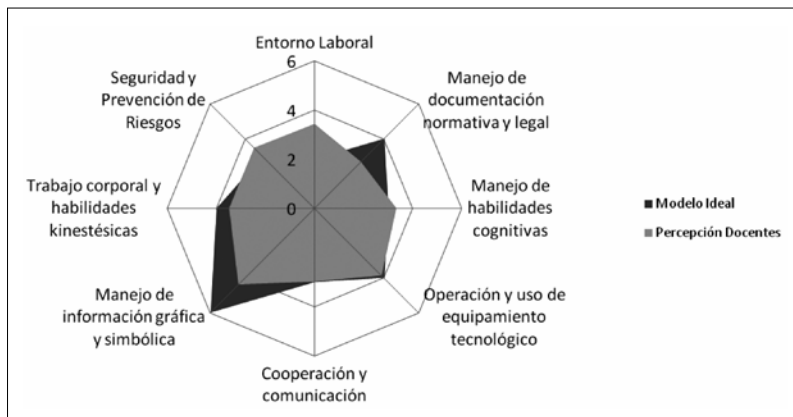 Entorno Laboral
6
4
2
0
Manejo de
documentación
normativa y legal
Manejo de
habilidades
cognitivas
Operación y uso de
equipamiento
tecnológico
Cooperación y
comunicación
Manejo de
información gráfica
y simbólica
Trabajo corporal y
habilidades
kinestésicas
Seguridad y
Prevención de
Riesgos
Modelo Ideal
Percepción Docentes